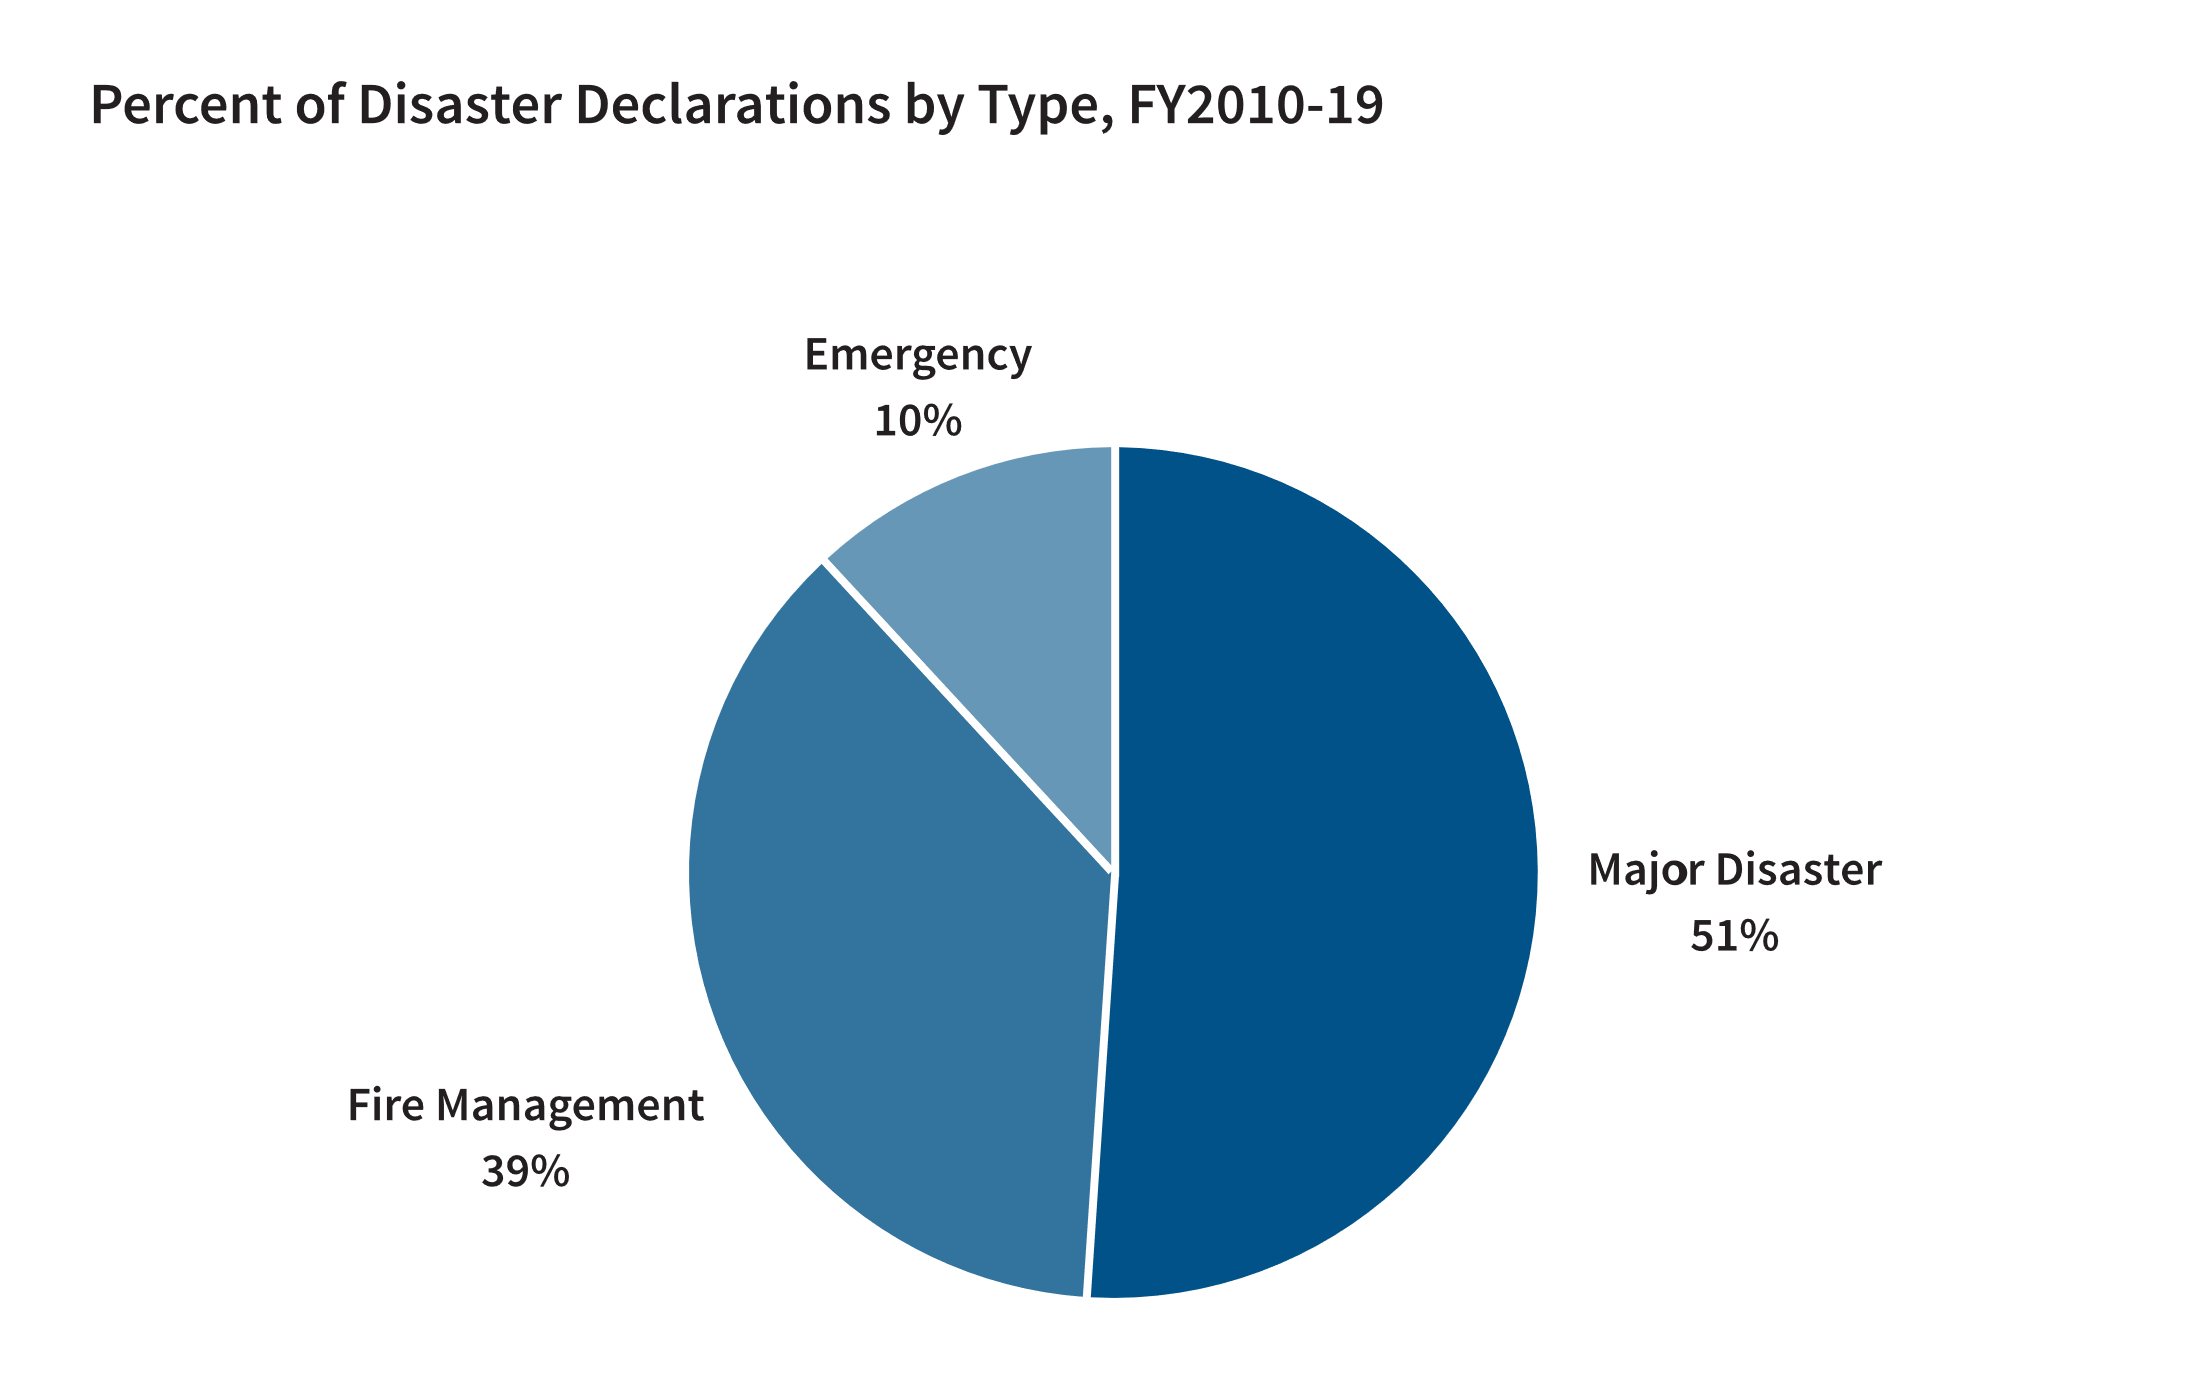 Percent of Disaster Declarations by Type, FY2010-19
Emergency
10%
Major Disaster
51%
Fire Management
39%